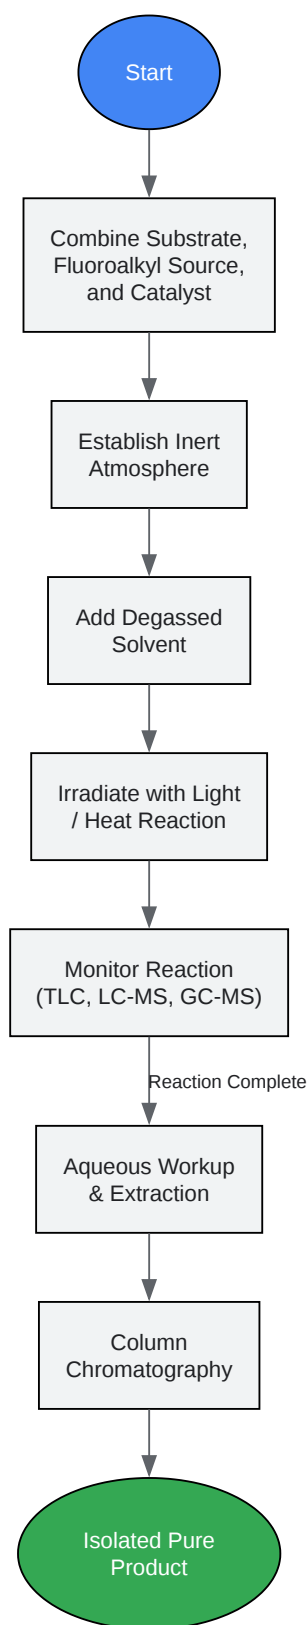 Start
Combine Substrate,
Fluoroalkyl Source,
and Catalyst
Establish Inert
Atmosphere
Add Degassed
Solvent
Irradiate with Light
/ Heat Reaction
Monitor Reaction
(TLC, LC-MS, GC-MS)
Reaction Complete
Aqueous Workup
& Extraction
Column
Chromatography
Isolated Pure
Product